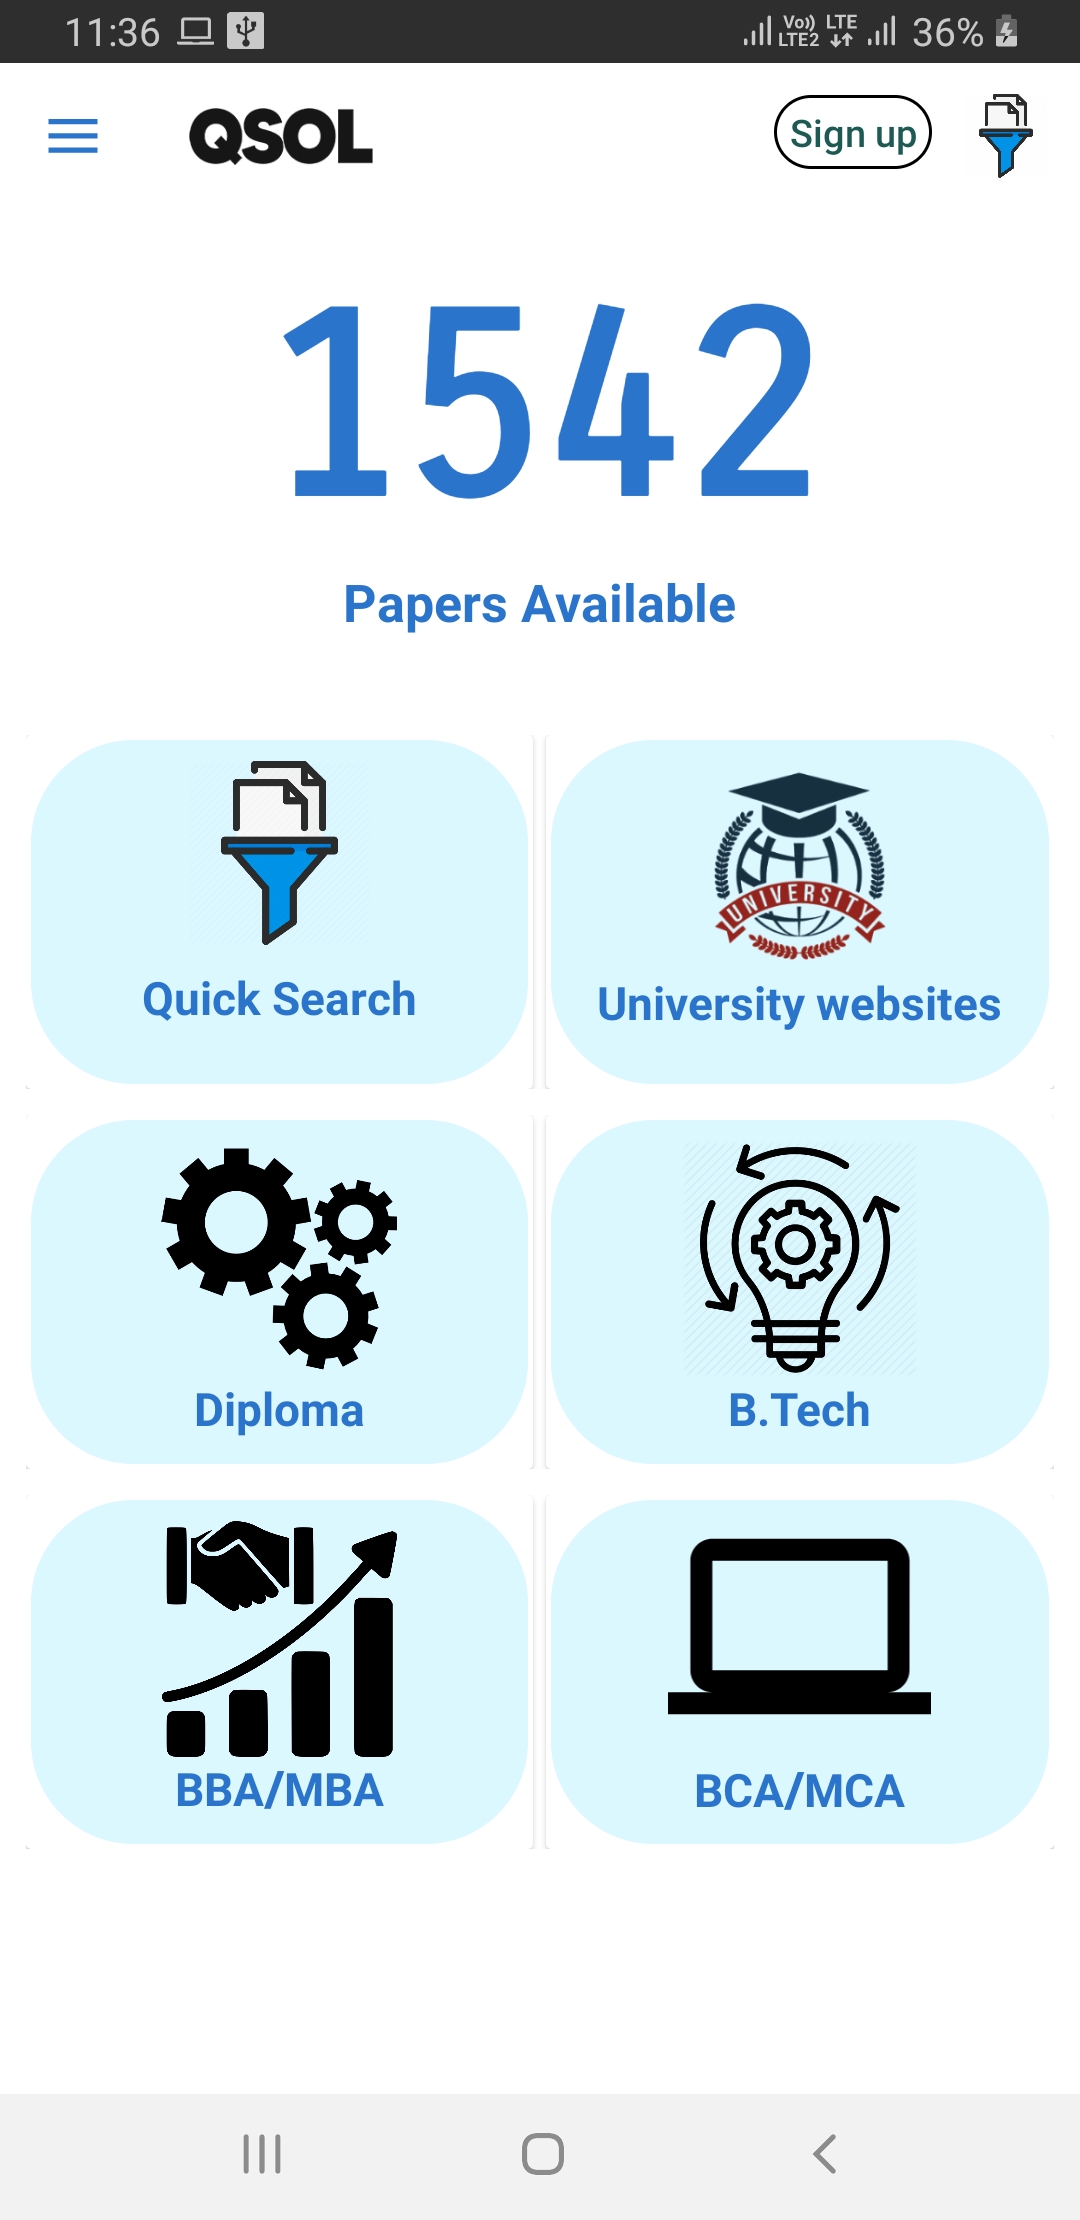 11:36 Vo)) LTE 36%
LTE2
QSOL Sign up
1542
Papers Available
UNIVERSITY
Quick Search University websites
Diploma B.Tech
BBA/MBA BCA/MCA